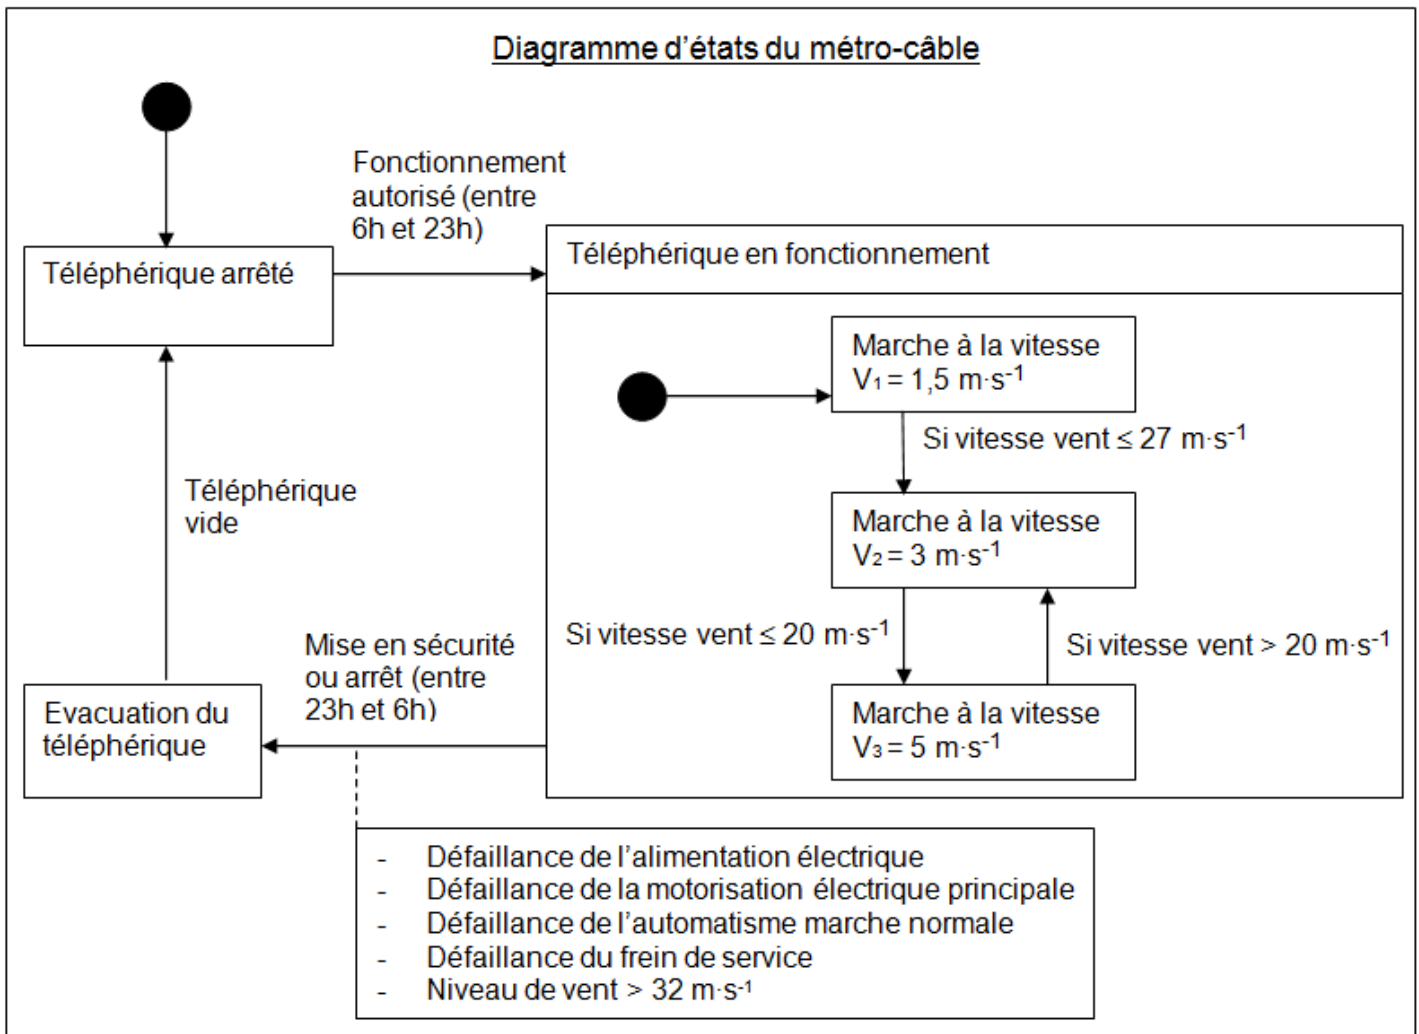 Diagramme d'états du métro-câble
Fonctionnement
autorisé (entre
6h et 23h)
Téléphérique arrêté
Téléphérique en fonctionnement
Marche à la vitesse
V₁ = 1,5 m·s⁻¹
Si vitesse vent ≤ 27 m·s⁻¹
Téléphérique
vide
Marche à la vitesse
V₂ = 3 m·s⁻¹
Si vitesse vent ≤ 20 m·s⁻¹
Si vitesse vent > 20 m·s⁻¹
Mise en sécurité
ou arrêt (entre
23h et 6h)
Evacuation du
téléphérique
Marche à la vitesse
V₃ = 5 m·s⁻¹
- Défaillance de l'alimentation électrique
- Défaillance de la motorisation électrique principale
- Défaillance de l'automatisme marche normale
- Défaillance du frein de service
- Niveau de vent > 32 m·s⁻¹